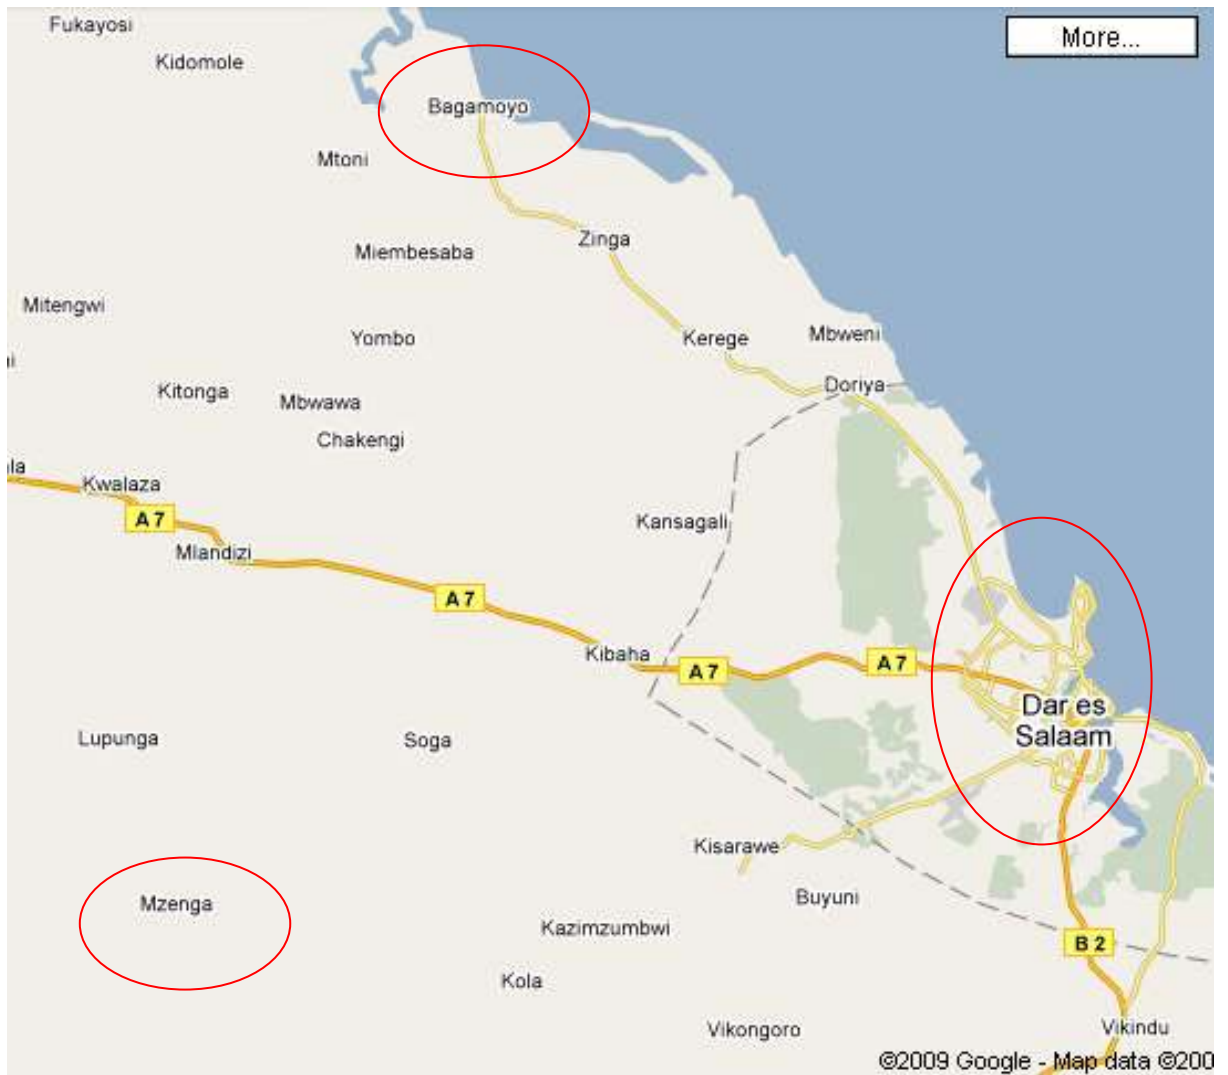 Fukayosi
More...
Kidomole
Bagamoyo
Mtoni
Zinga
Miembesaba
Mitengwi
Mbweni
Yombo
Kerege
Doriya
Kitonga
Mbwawa
Chakengi
Kwalaza
A 7
Kansagali
Mlandizi
A 7
Kibaha
A 7
A 7
Dar es
Salaam
Lupunga
Soga
Kisarawe
Buyuni
Mzenga
Kazimzumbwi
B 2
Kola
Vikongoro
Vikindu
©2009 Google - Map data ©200